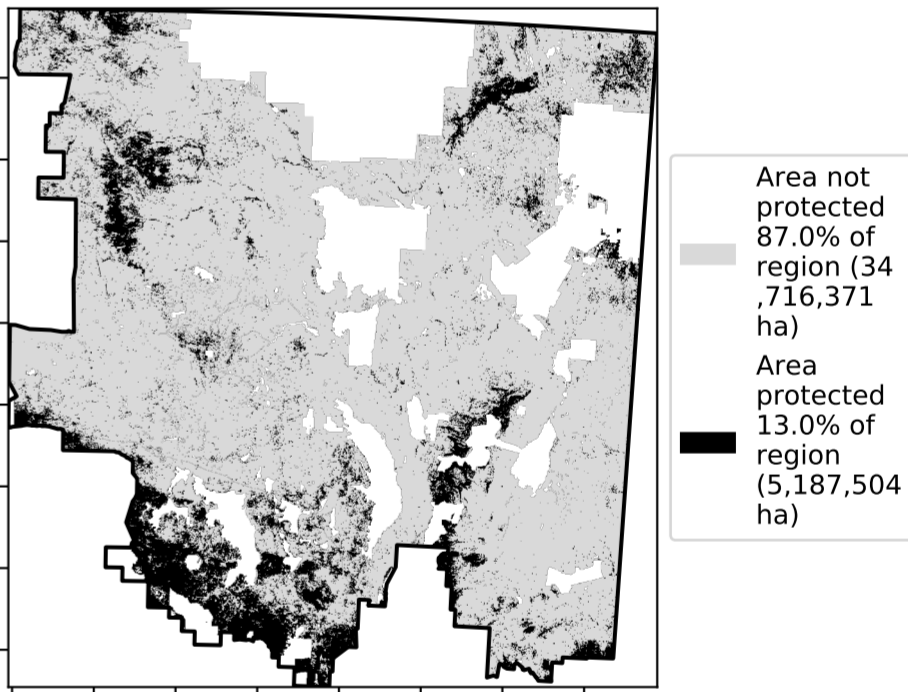 Area not
protected
87.0% of
region (34
,716,371
ha)
Area
protected
13.0% of
region
(5,187,504
ha)